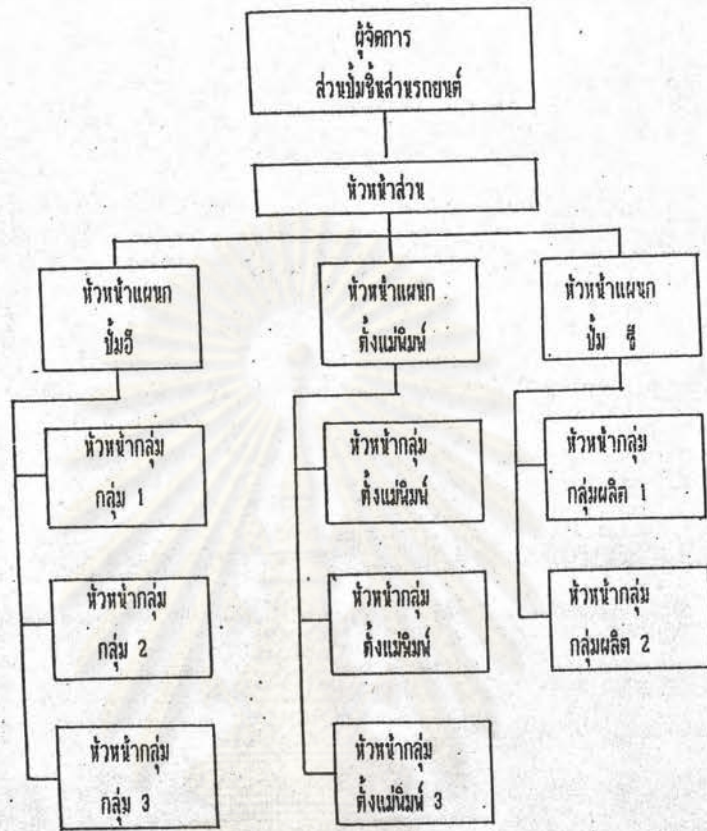 ผู้จัดการ
ส่วนปั๊มชิ้นส่วนรถยนต์
หัวหน้าส่วน
หัวหน้าแผนก
ปั๊มอี
หัวหน้าแผนก
ตั้งแม่พิมพ์
หัวหน้าแผนก
ปั๊ม ซี
หัวหน้ากลุ่ม
กลุ่ม 1
หัวหน้ากลุ่ม
ตั้งแม่พิมพ์
หัวหน้ากลุ่ม
กลุ่มผลิต 1
หัวหน้ากลุ่ม
กลุ่ม 2
หัวหน้ากลุ่ม
ตั้งแม่พิมพ์
หัวหน้ากลุ่ม
กลุ่มผลิต 2
หัวหน้ากลุ่ม
กลุ่ม 3
หัวหน้ากลุ่ม
ตั้งแม่พิมพ์ 3